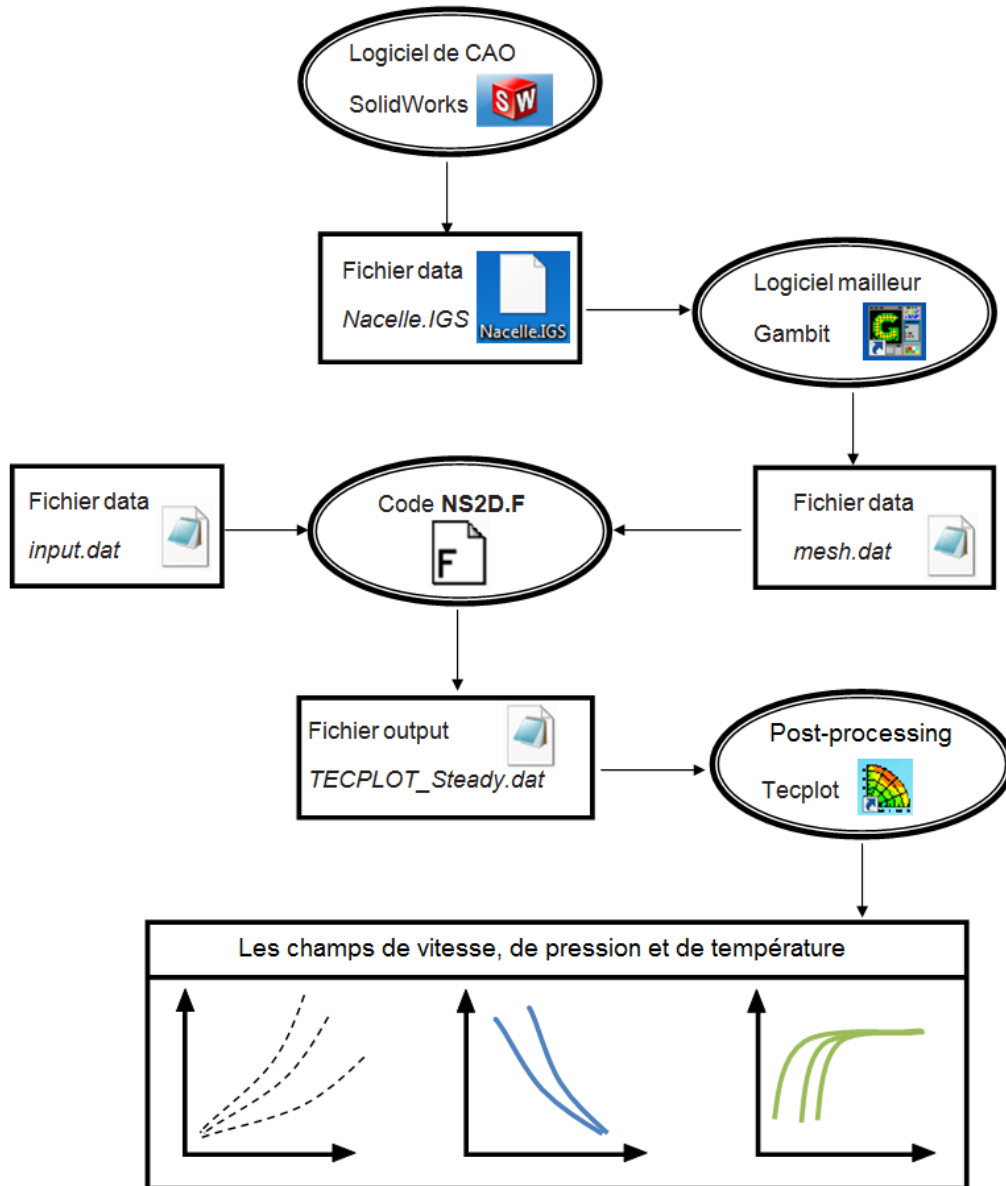 Logiciel de CAO
SolidWorks
SW
Fichier data
Nacelle.IGS
Nacelle.IGS
Logiciel mailleur
Gambit
G
Fichier data
input.dat
Code NS2D.F
F
Fichier data
mesh.dat
Fichier output
TECPLOT_Steady.dat
Post-processing
Tecplot
Les champs de vitesse, de pression et de température